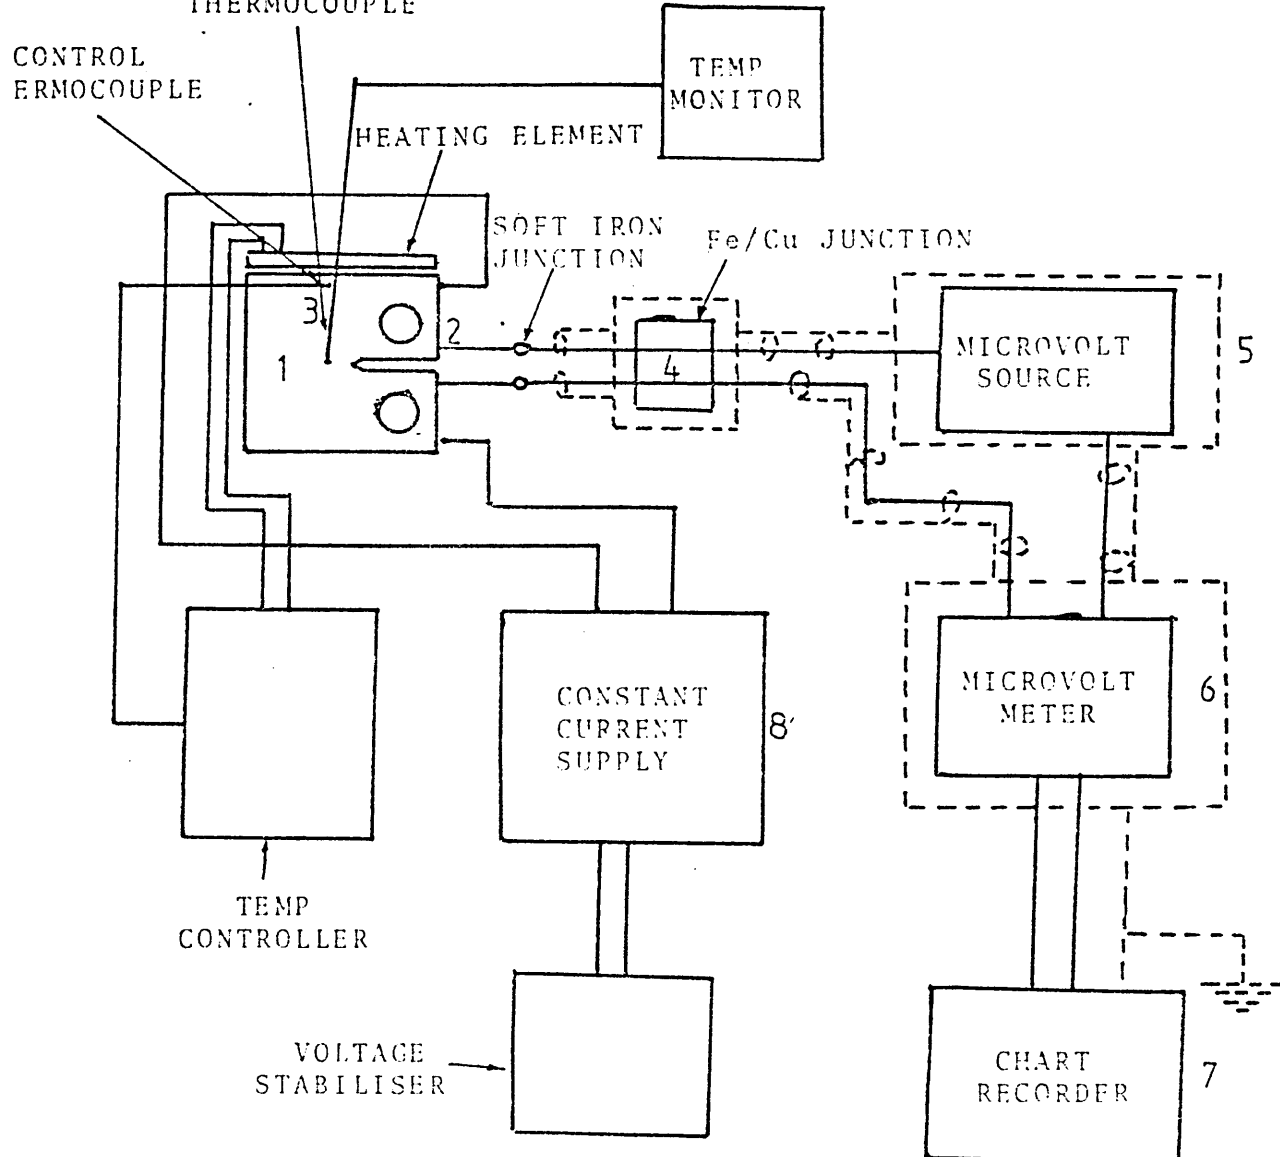 THERMOCOUPLE
CONTROL
ERMOCOUPLE
TEMP
MONITOR
HEATING ELEMENT
SOFT IRON
JUNCTION
Fe/Cu JUNCTION
3
2
1
4
MICROVOLT
SOURCE
5
MICROVOLT
METER
6
CONSTANT
CURRENT
SUPPLY
8
TEMP
CONTROLLER
VOLTAGE
STABILISER
CHART
RECORDER
7